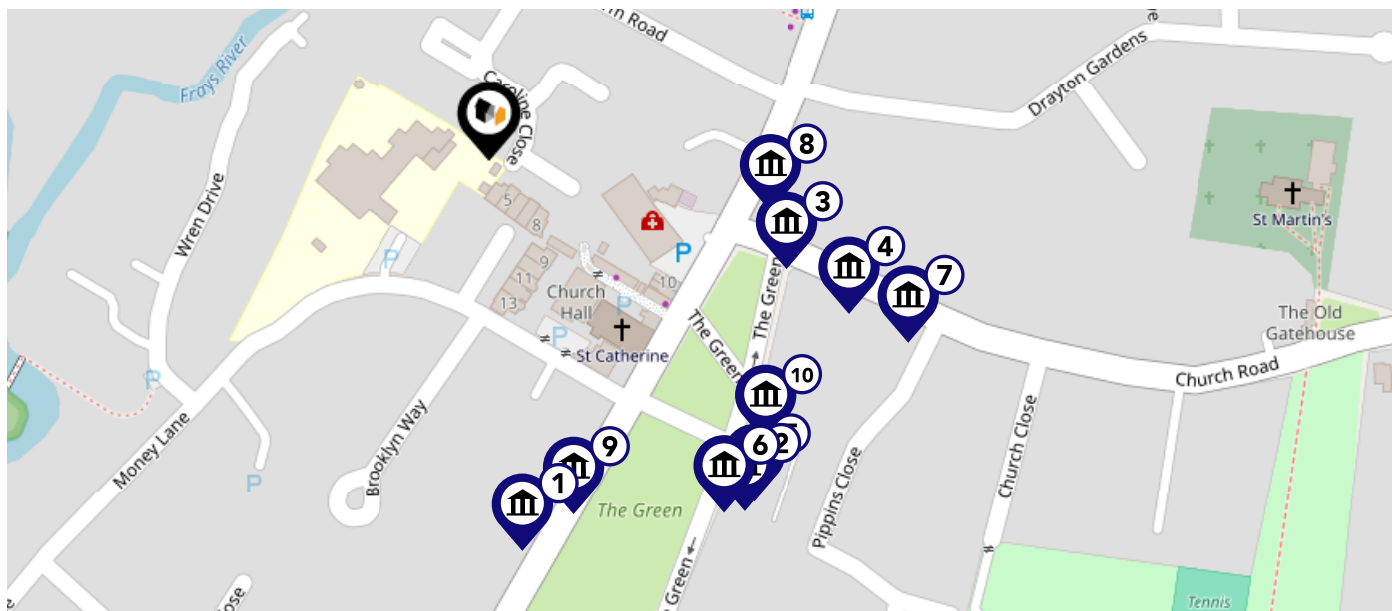 Frays River
Caroline Close
Drayton Gardens
Road
Wren Drive
8
3
4
7
St Martin's
5
8
9
11
13
10
P
P
P
P
P
P
Church
Hall
St Catherine
The Green
The Green
The Old
Gatehouse
Church Road
Money Lane
Brooklyn Way
10
6
2
9
1
The Green
The Green
Pippins Close
Church Close
Tennis